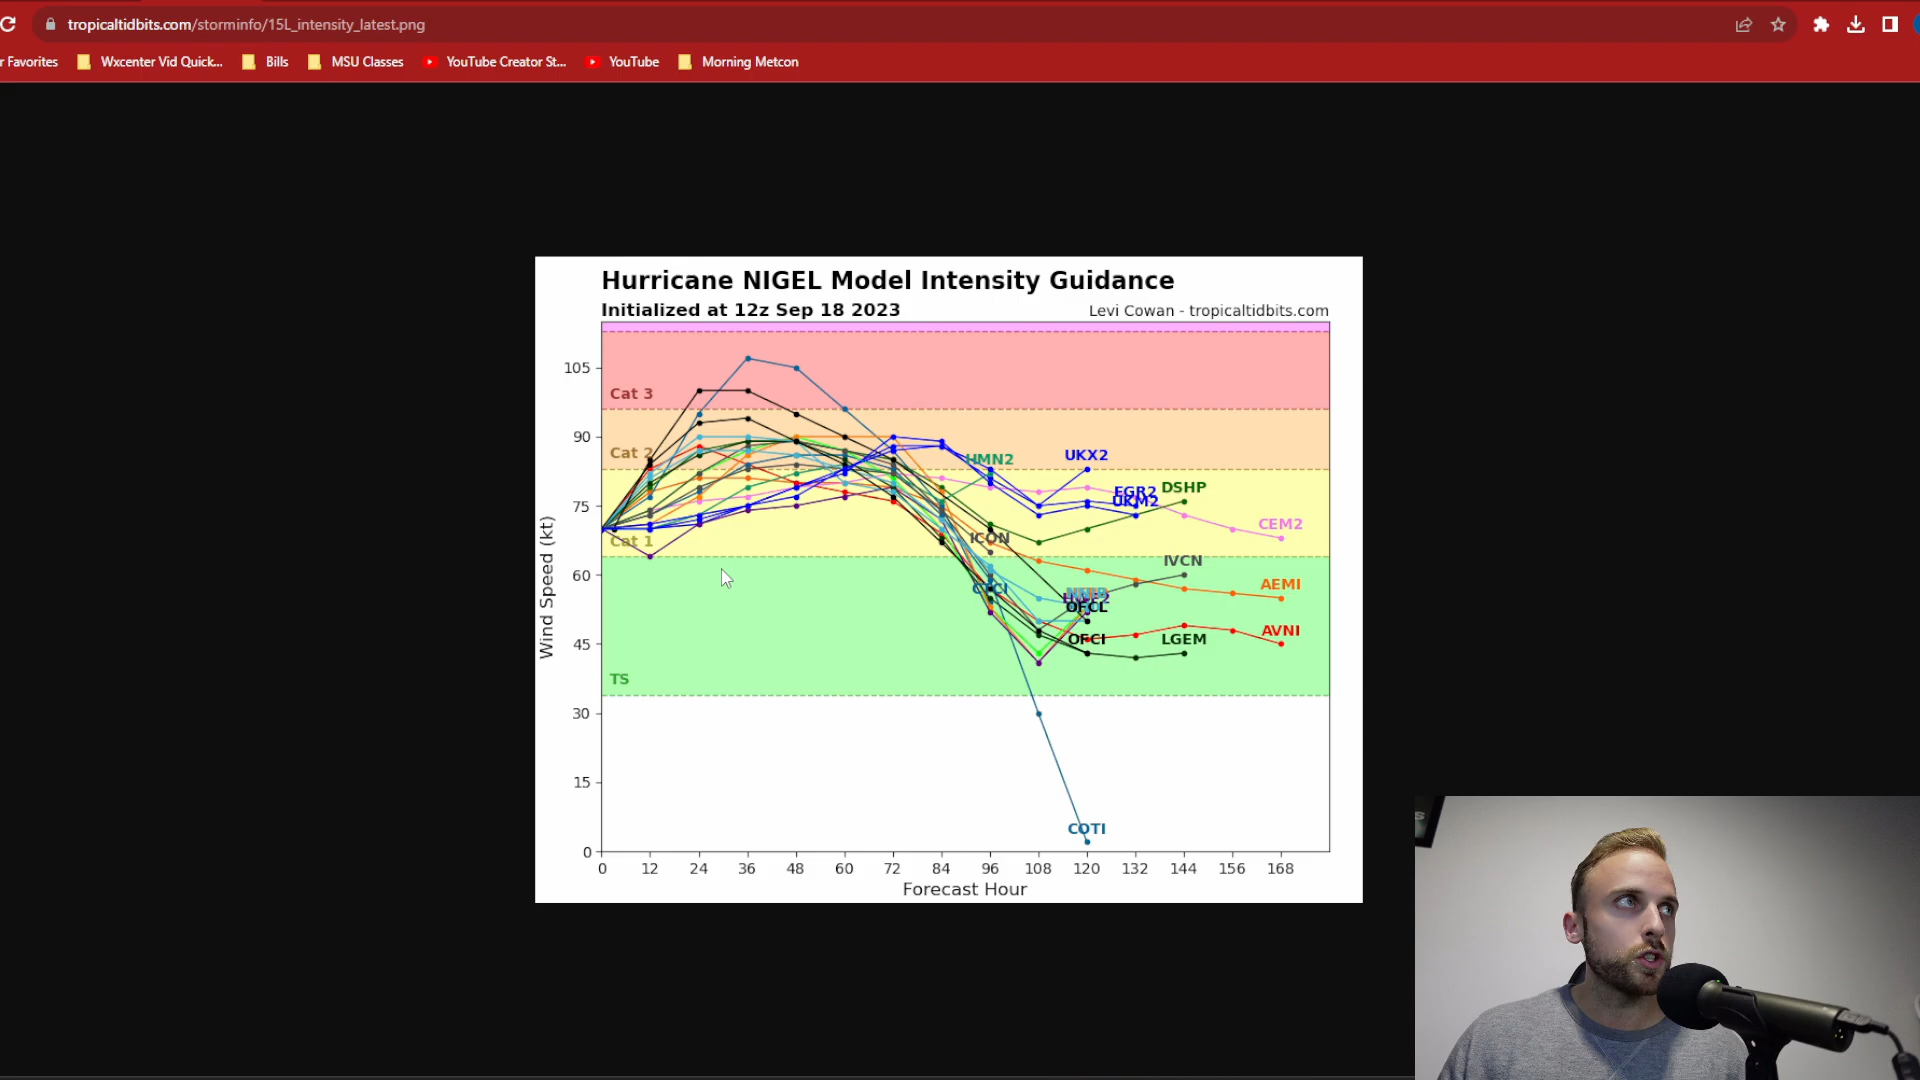 tropicaltidbits.com/storminfo/15L_intensity_latest.png
r Favorites Wxcenter Vid Quick... Bills MSU Classes YouTube Creator St... YouTube Morning Metcon
Hurricane NIGEL Model Intensity Guidance
Initialized at 12z Sep 18 2023 Levi Cowan - tropicaltidbits.com
105
Cat 3
90
Cat 2
HMN2
UKX2
75
EGR2
DSHP
UKM2
CEM2
Cat 1
ICON
IVCN
60
AEMI
OFCL
45
OFCI
LGEM
AVNI
TS
30
15
COTI
0
Wind Speed (kt)
0 12 24 36 48 60 72 84 96 108 120 132 144 156 168
Forecast Hour